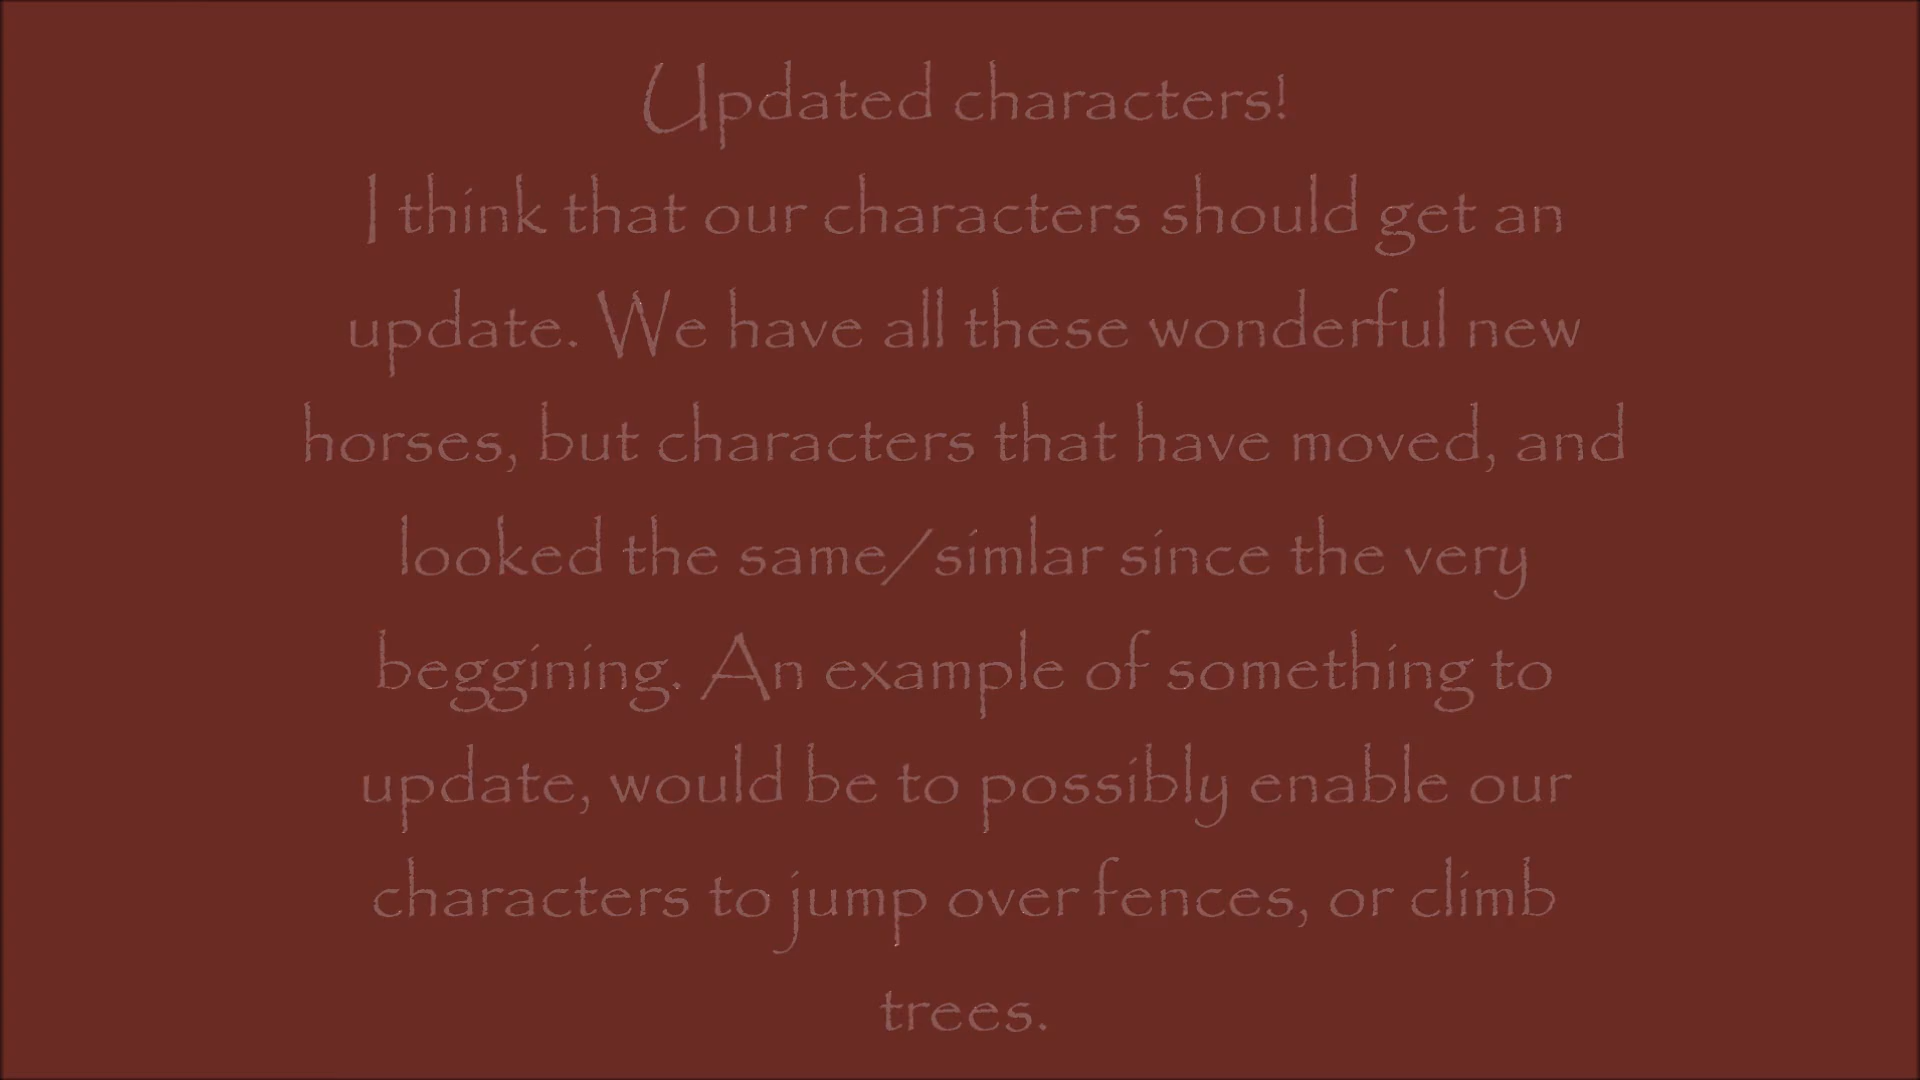 Updated characters!
I think that our characters should get an
update. We have all these wonderful new
horses, but characters that have moved, and
looked the same/simlar since the very
beggining. An example of something to
update, would be to possibly enable our
characters to jump over fences, or climb
trees.